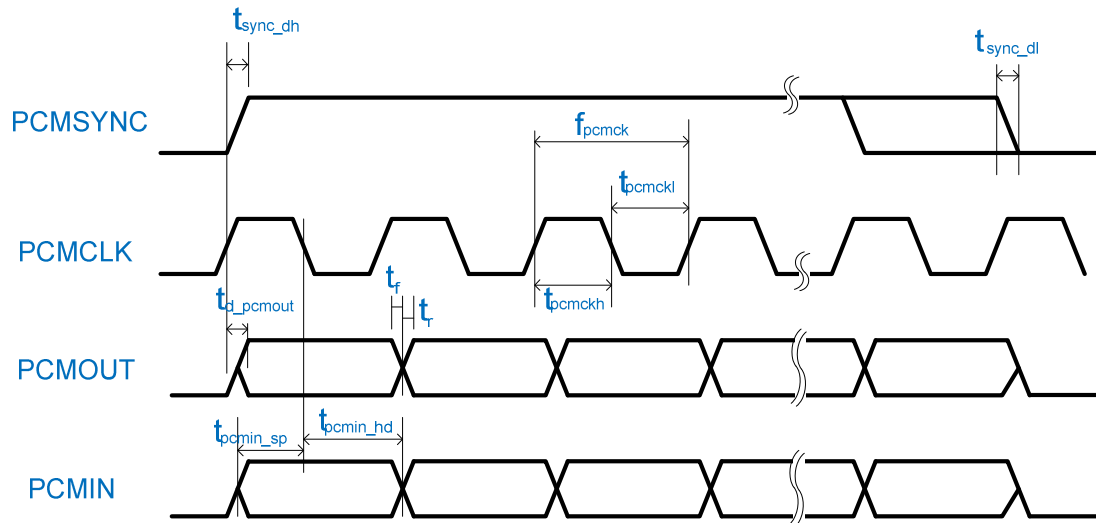 tsync_dh
tsync_dl
PCMSYNC
fpcmck
tpcmckl
PCMCLK
tf
tr
tpcmckh
td_pcmout
PCMOUT
tpcmin_sp
tpcmin_hd
PCMIN